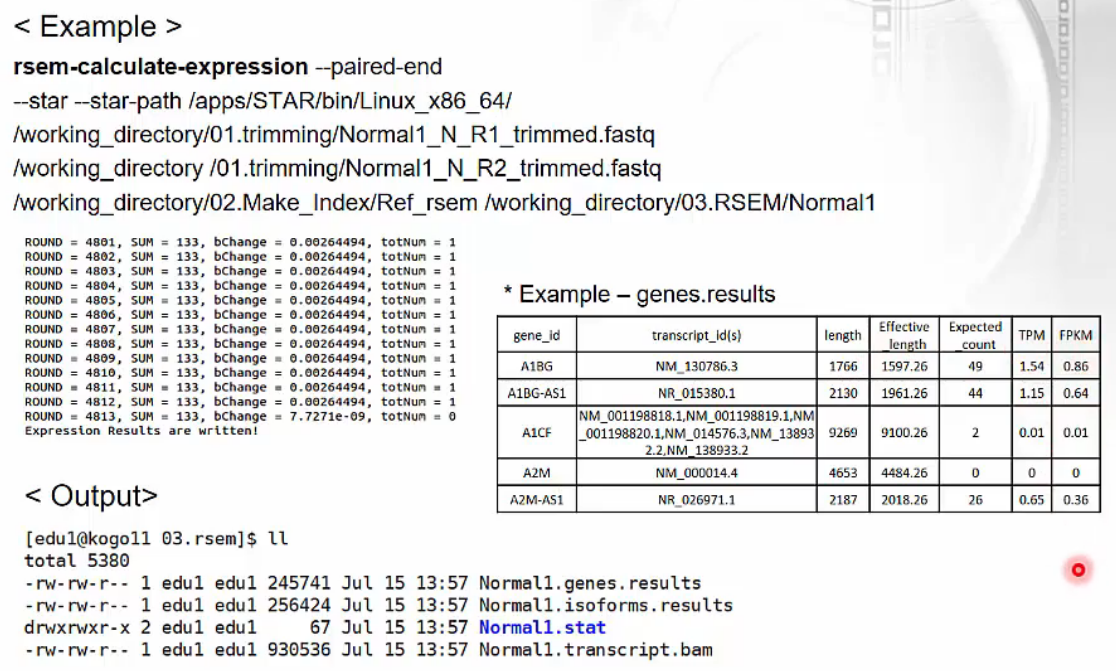 < Example >
rsem-calculate-expression --paired-end
--star --star-path /apps/STAR/bin/Linux_x86_64/
/working_directory/01.trimming/Normal1_N_R1_trimmed.fastq
/working_directory /01.trimming/Normal1_N_R2_trimmed.fastq
/working_directory/02.Make_Index/Ref_rsem /working_directory/03.RSEM/Normal1
ROUND = 4801, SUM = 133, bChange = 0.00264494, totNum = 1
ROUND = 4802, SUM = 133, bChange = 0.00264494, totNum = 1
ROUND = 4803, SUM = 133, bChange = 0.00264494, totNum = 1
ROUND = 4804, SUM = 133, bChange = 0.00264494, totNum = 1
ROUND = 4805, SUM = 133, bChange = 0.00264494, totNum = 1
ROUND = 4806, SUM = 133, bChange = 0.00264494, totNum = 1
ROUND = 4807, SUM = 133, bChange = 0.00264494, totNum = 1
ROUND = 4808, SUM = 133, bChange = 0.00264494, totNum = 1
ROUND = 4809, SUM = 133, bChange = 0.00264494, totNum = 1
ROUND = 4810, SUM = 133, bChange = 0.00264494, totNum = 1
ROUND = 4811, SUM = 133, bChange = 0.00264494, totNum = 1
ROUND = 4812, SUM = 133, bChange = 0.00264494, totNum = 1
ROUND = 4813, SUM = 133, bChange = 7.7271e-09, totNum = 0
Expression Results are written!
* Example – genes.results
gene_id transcript_id(s) length Effective_length Expected_count TPM FPKM
A1BG NM_130786.3 1766 1597.26 49 1.54 0.86
A1BG-AS1 NR_015380.1 2130 1961.26 44 1.15 0.64
NM_001198818.1,NM_001198819.1,NM
A1CF _001198820.1,NM_014576.3,NM_13893 9269 9100.26 2 0.01 0.01
2.2,NM_138933.2
A2M NM_000014.4 4653 4484.26 0 0 0
A2M-AS1 NR_026971.1 2187 2018.26 26 0.65 0.36
< Output>
[edu1@kogo11 03.rsem]$ ll
total 5380
-rw-rw-r-- 1 edu1 edu1 245741 Jul 15 13:57 Normal1.genes.results
-rw-rw-r-- 1 edu1 edu1 256424 Jul 15 13:57 Normal1.isoforms.results
drwxrwxr-x 2 edu1 edu1 67 Jul 15 13:57 Normal1.stat
-rw-rw-r-- 1 edu1 edu1 930536 Jul 15 13:57 Normal1.transcript.bam